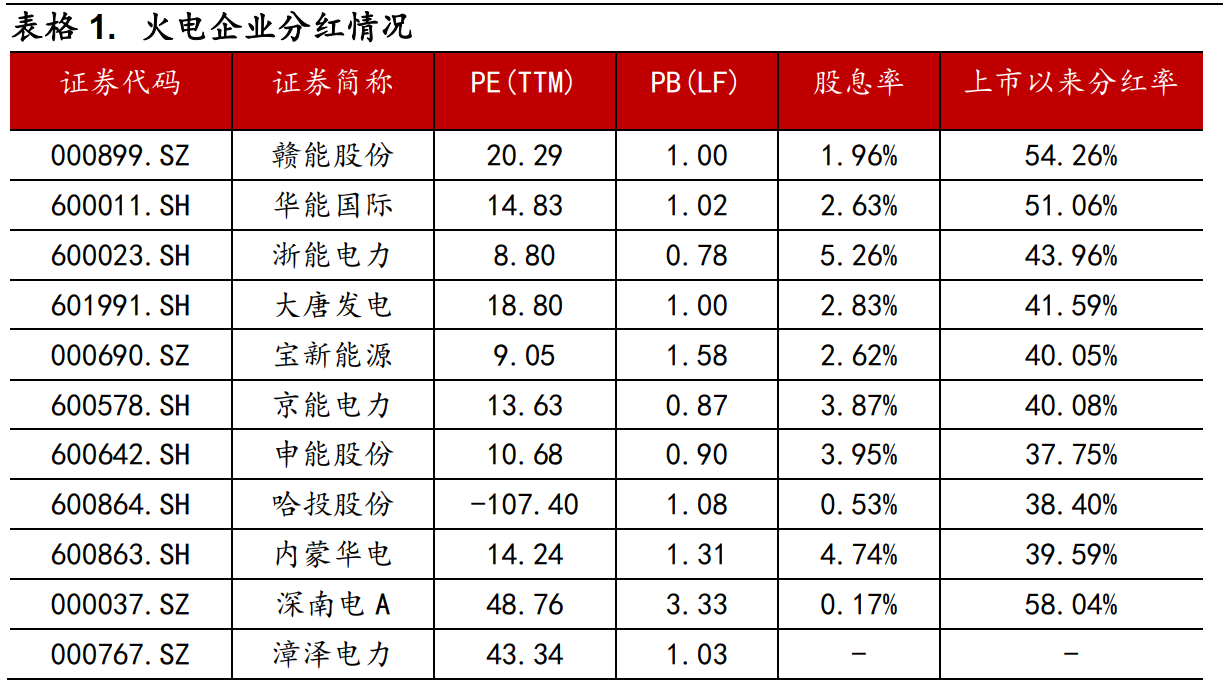 表格 1. 火电企业分红情况
证券代码 证券简称 PE(TTM) PB(LF) 股息率 上市以来分红率
000899.SZ 赣能股份 20.29 1.00 1.96% 54.26%
600011.SH 华能国际 14.83 1.02 2.63% 51.06%
600023.SH 浙能电力 8.80 0.78 5.26% 43.96%
601991.SH 大唐发电 18.80 1.00 2.83% 41.59%
000690.SZ 宝新能源 9.05 1.58 2.62% 40.05%
600578.SH 京能电力 13.63 0.87 3.87% 40.08%
600642.SH 申能股份 10.68 0.90 3.95% 37.75%
600864.SH 哈投股份 -107.40 1.08 0.53% 38.40%
600863.SH 内蒙华电 14.24 1.31 4.74% 39.59%
000037.SZ 深南电 A 48.76 3.33 0.17% 58.04%
000767.SZ 漳泽电力 43.34 1.03 - -